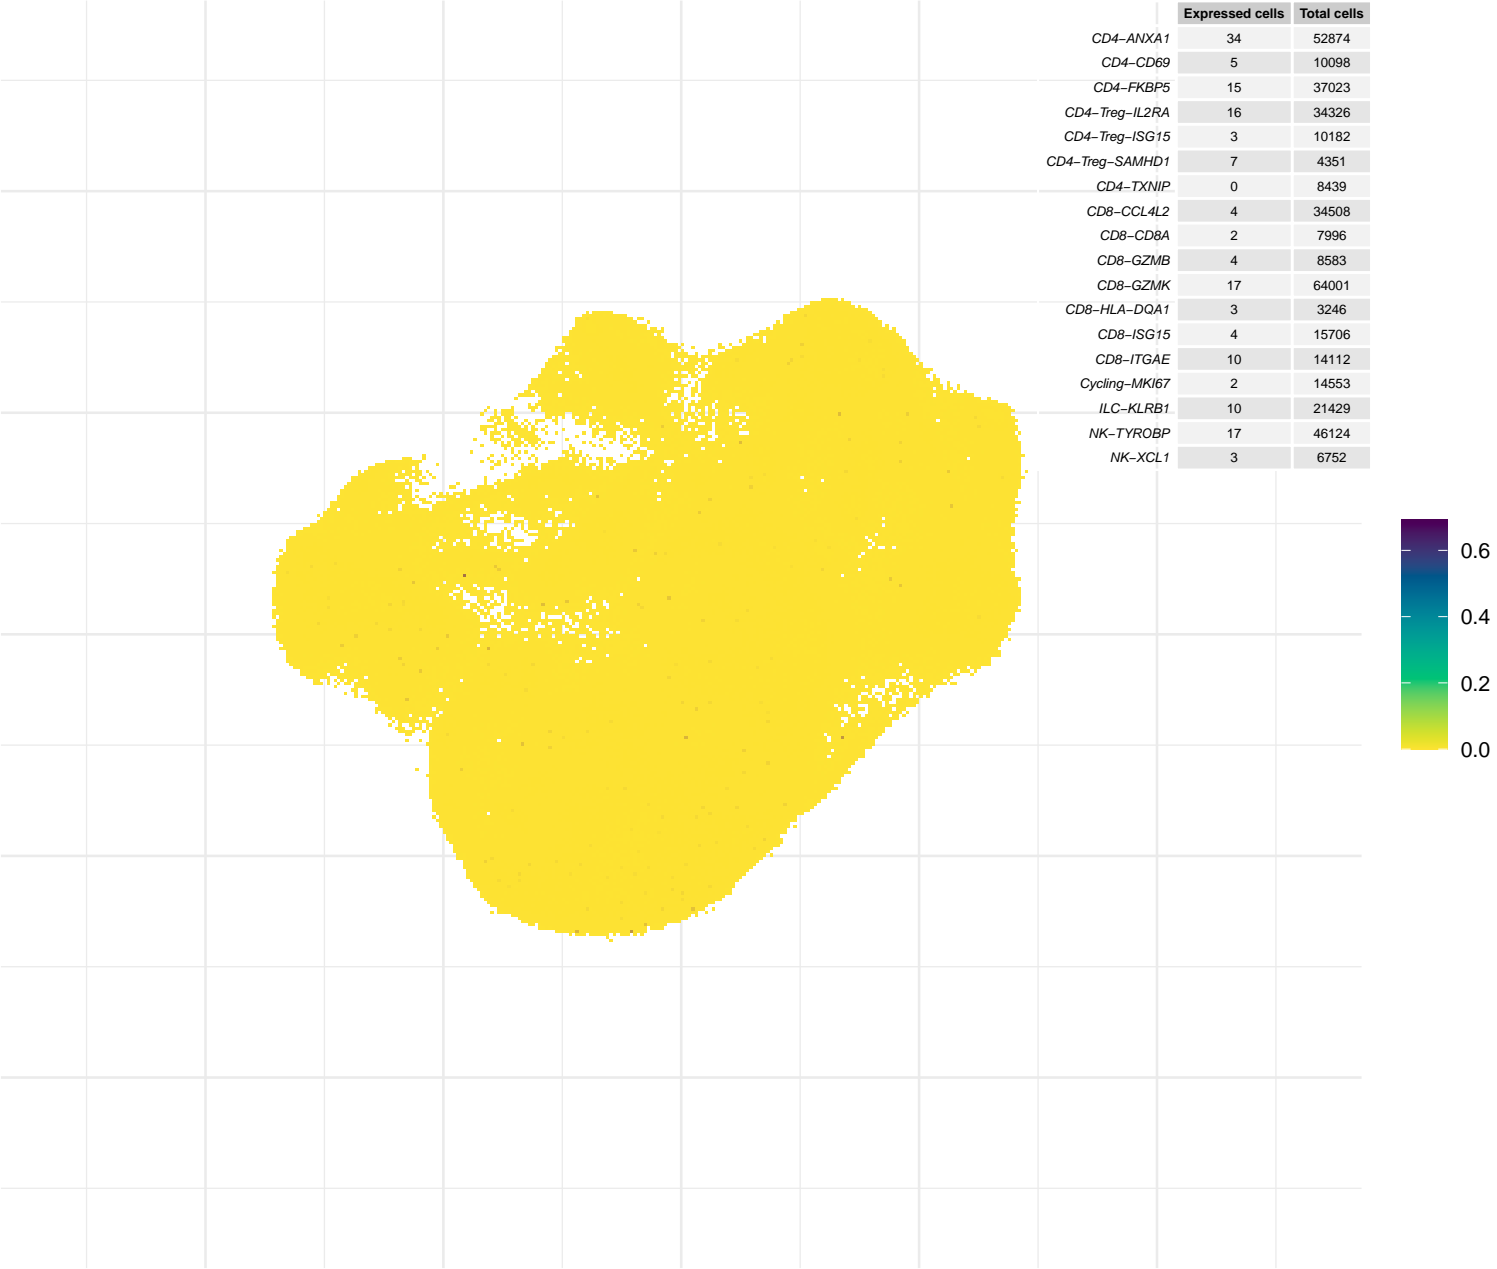 Expressed cells Total cells
CD4−ANXA1 34 52874
CD4−CD69 5 10098
CD4−FKBP5 15 37023
CD4−Treg−IL2RA 16 34326
CD4−Treg−ISG15 3 10182
CD4−Treg−SAMHD1 7 4351
CD4−TXNIP 0 8439
CD8−CCL4L2 4 34508
CD8−CD8A 2 7996
CD8−GZMB 4 8583
CD8−GZMK 17 64001
CD8−HLA−DQA1 3 3246
CD8−ISG15 4 15706
CD8−ITGAE 10 14112
Cycling−MKI67 2 14553
ILC−KLRB1 10 21429
NK−TYROBP 17 46124
NK−XCL1 3 6752
0.6
0.4
0.2
0.0